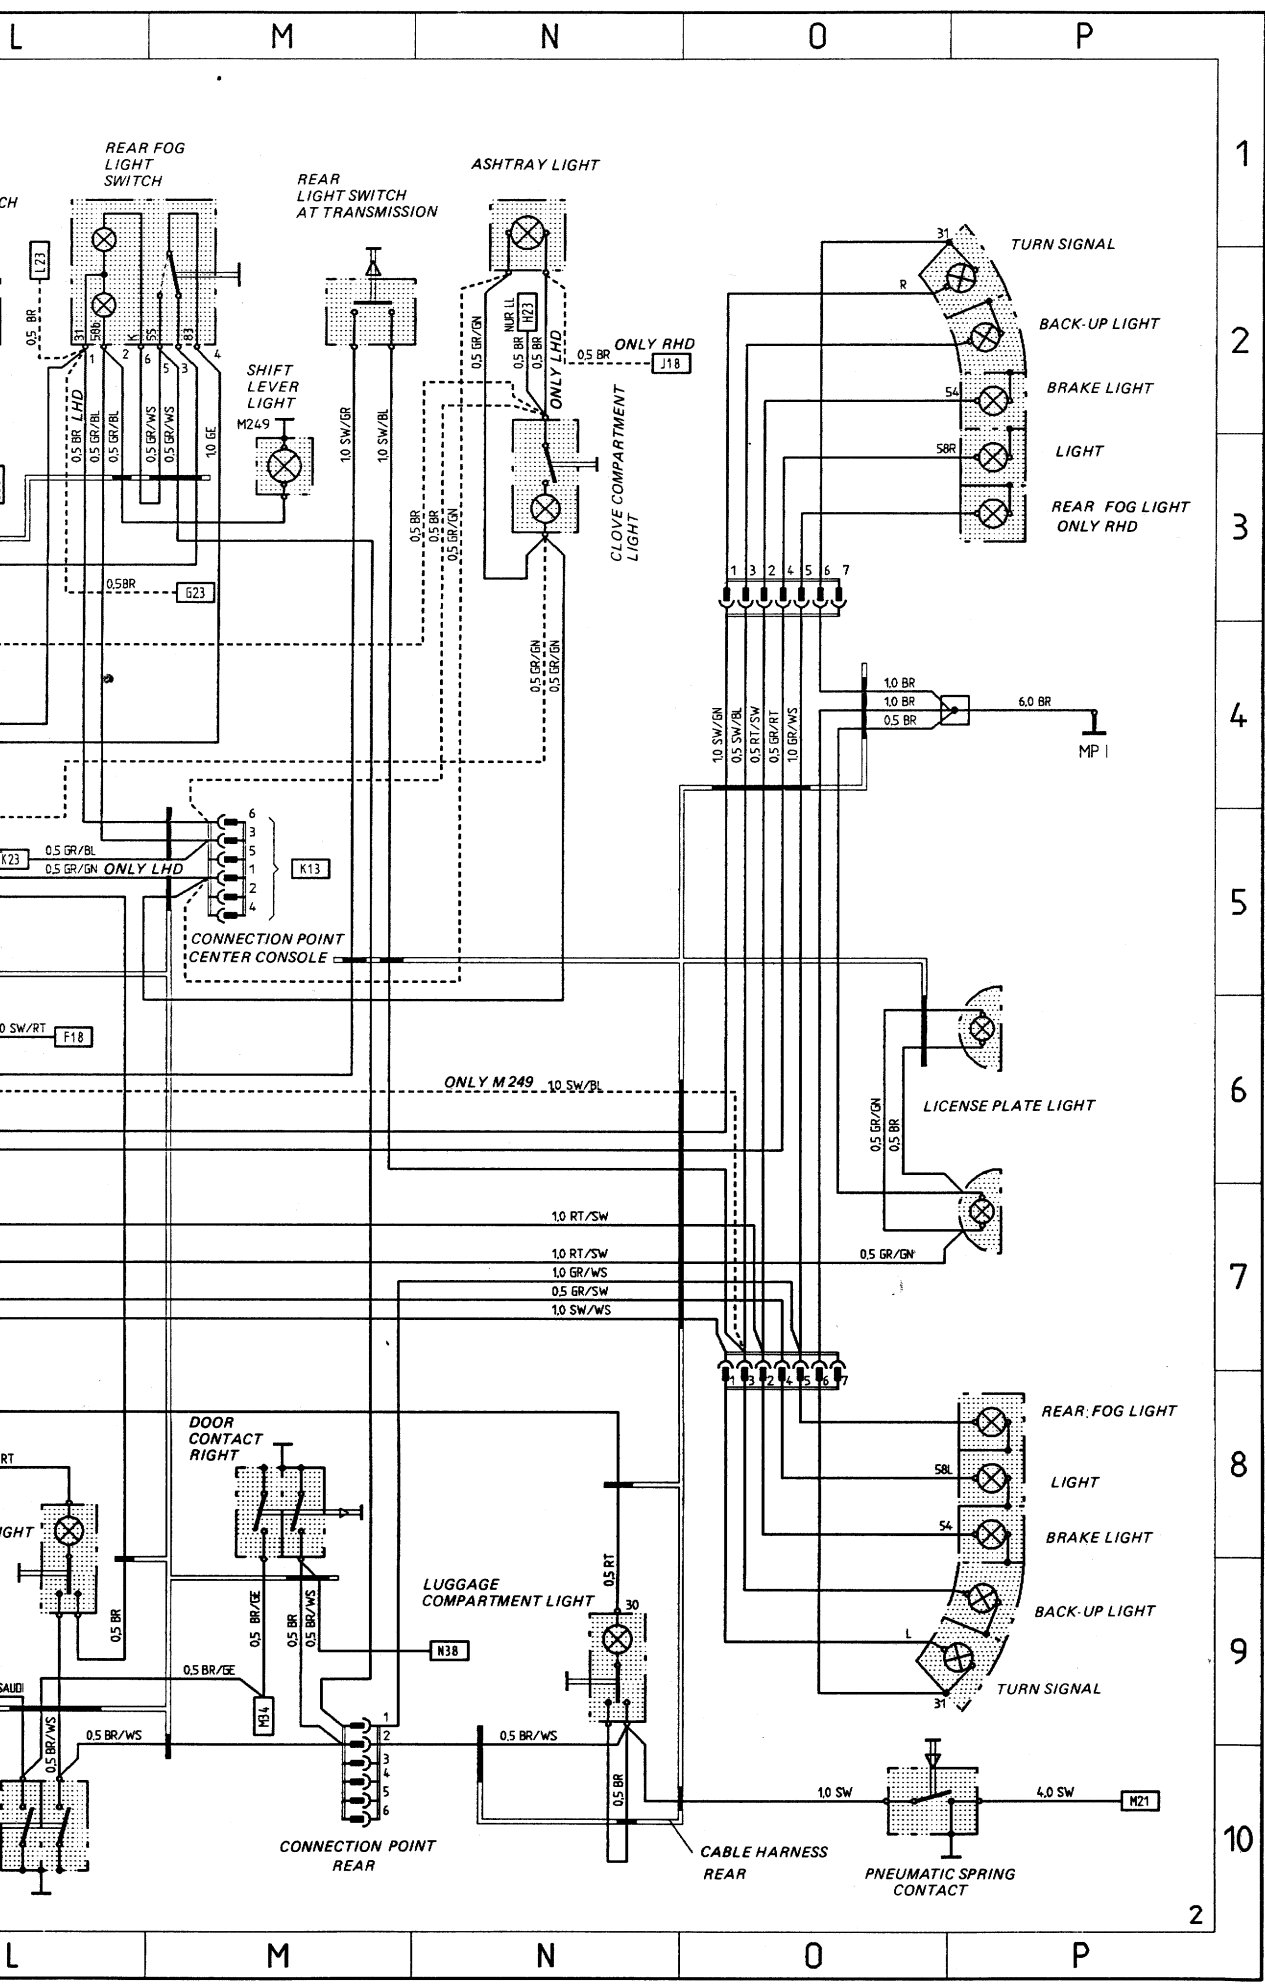 L M N O P
1
2
3
4
5
6
7
8
9
10
REAR FOG
LIGHT
SWITCH
CH
L23
0,5 BR
31
58b
K
55
83
1
2
6
5
3
4
0,5 BR LHD
0,5 GR/BL
0,5 GR/BL
0,5 GR/WS
0,5 GR/WS
1,0 GE
SHIFT
LEVER
LIGHT
M249
REAR
LIGHT SWITCH
AT TRANSMISSION
1,0 SW/GR
1,0 SW/BL
ASHTRAY LIGHT
0,5 GR/GN
NUR LL
H23
0,5 BR
0,5 BR
ONLY LHD
ONLY RHD
0,5 BR
J18
CLOVE COMPARTMENT
LIGHT
0,5 BR
0,5 BR
0,5 GR/GN
0,5 GR/GN
0,5 GR/GN
0,5BR
G23
31
TURN SIGNAL
R
BACK-UP LIGHT
54
BRAKE LIGHT
58R
LIGHT
REAR FOG LIGHT
ONLY RHD
1 3 2 4 5 6 7
1,0 SW/GN
0,5 SW/BL
0,5 RT/SW
0,5 GR/RT
1,0 GR/WS
1,0 BR
1,0 BR
0,5 BR
6,0 BR
MP I
6
3
5
1
2
4
K23
0,5 GR/BL
0,5 GR/GN ONLY LHD
K13
CONNECTION POINT
CENTER CONSOLE
0 SW/RT
F18
ONLY M 249 1,0 SW/BL
0,5 GR/GN
0,5 BR
LICENSE PLATE LIGHT
1,0 RT/SW
1,0 RT/SW
0,5 GR/GN
1,0 GR/WS
0,5 GR/SW
1,0 SW/WS
1 3 2 4 5 6 7
REAR FOG LIGHT
58L
LIGHT
54
BRAKE LIGHT
BACK-UP LIGHT
L
TURN SIGNAL
31
DOOR
CONTACT
RIGHT
RT
IGHT
0,5 BR
0,5 BR/GE
0,5 BR
0,5 BR/WS
LUGGAGE
COMPARTMENT LIGHT
0,5 RT
30
N38
0,5 BR/GE
M34
SAUDI
0,5 BR/WS
0,5 BR/WS
1
2
3
4
5
6
0,5 BR/WS
0,5 BR
1,0 SW
4,0 SW
M21
CONNECTION POINT
REAR
CABLE HARNESS
REAR
PNEUMATIC SPRING
CONTACT
2
L M N O P